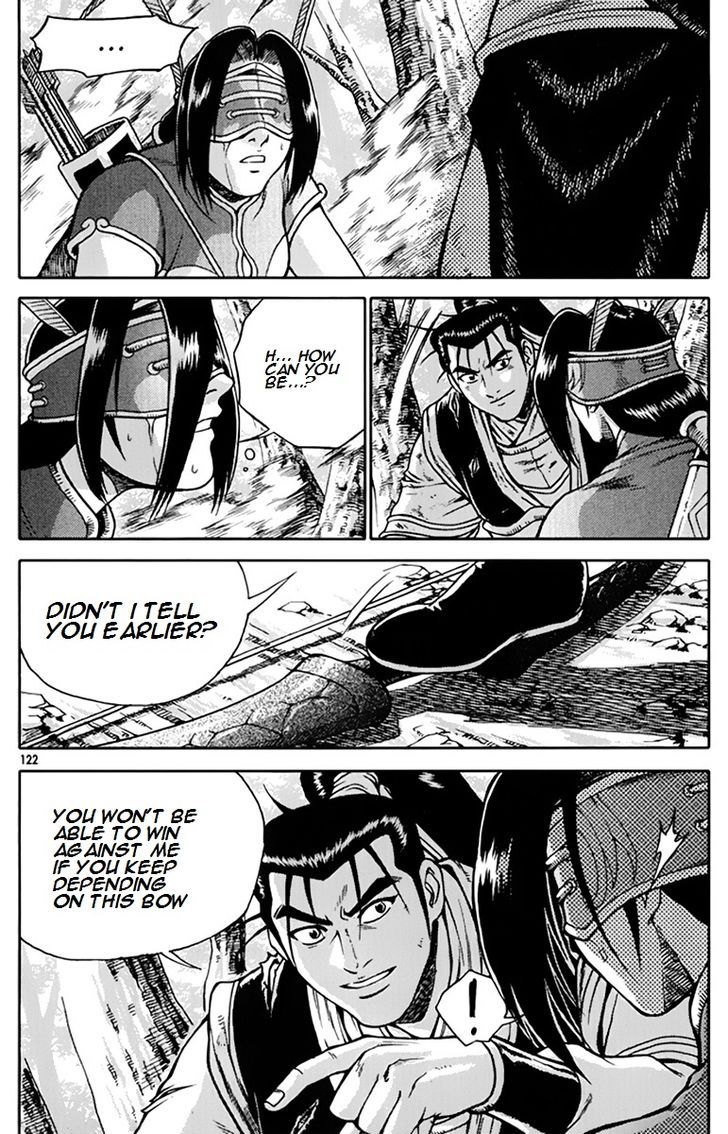 ...
H... HOW
CAN YOU
BE...?
DIDN'T I TELL
YOU EARLIER?
122
YOU WON'T BE
ABLE TO WIN
AGAINST ME
IF YOU KEEP
DEPENDING
ON THIS BOW
!